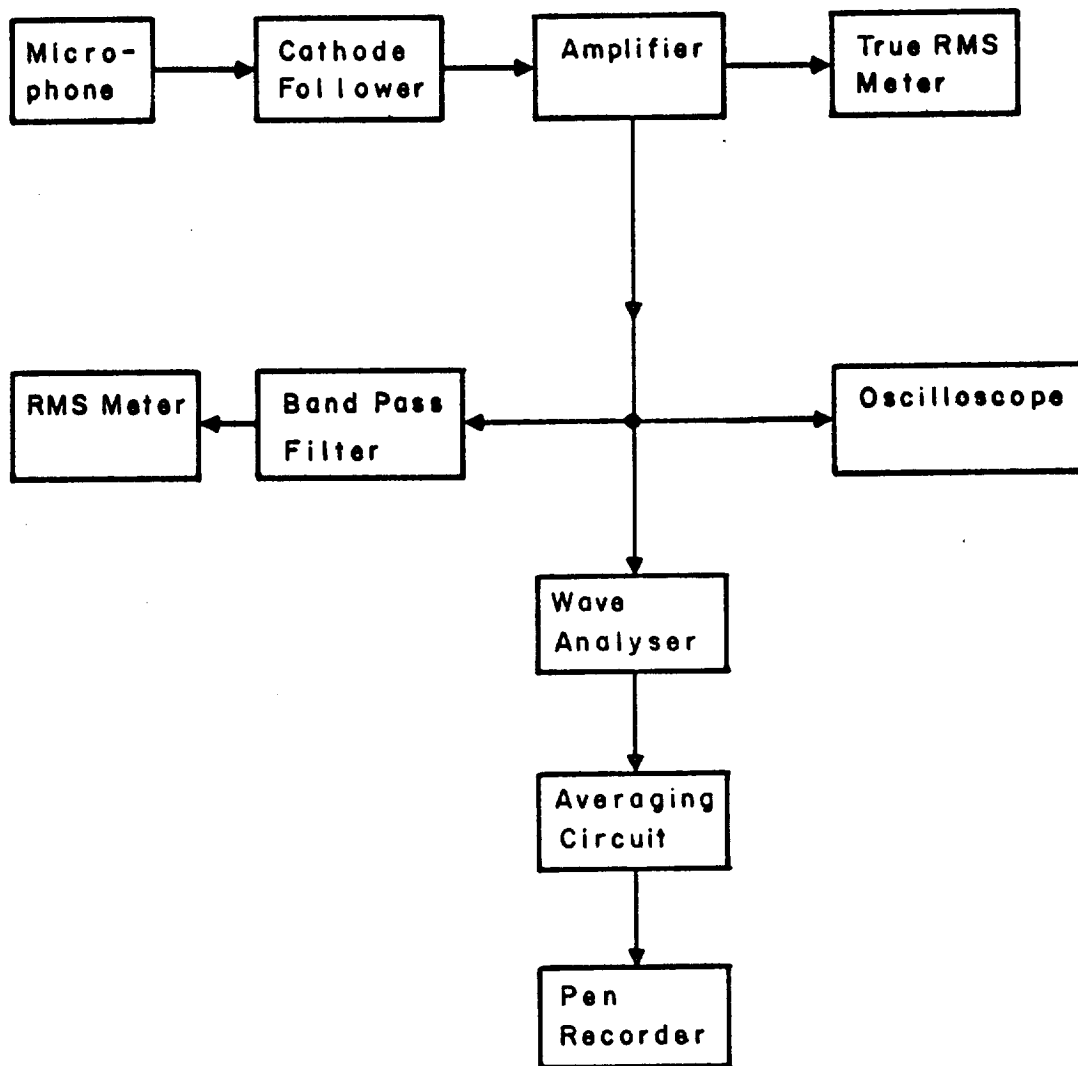 Micro-
phone
Cathode
Follower
Amplifier
True RMS
Meter
RMS Meter
Band Pass
Filter
Oscilloscope
Wave
Analyser
Averaging
Circuit
Pen
Recorder